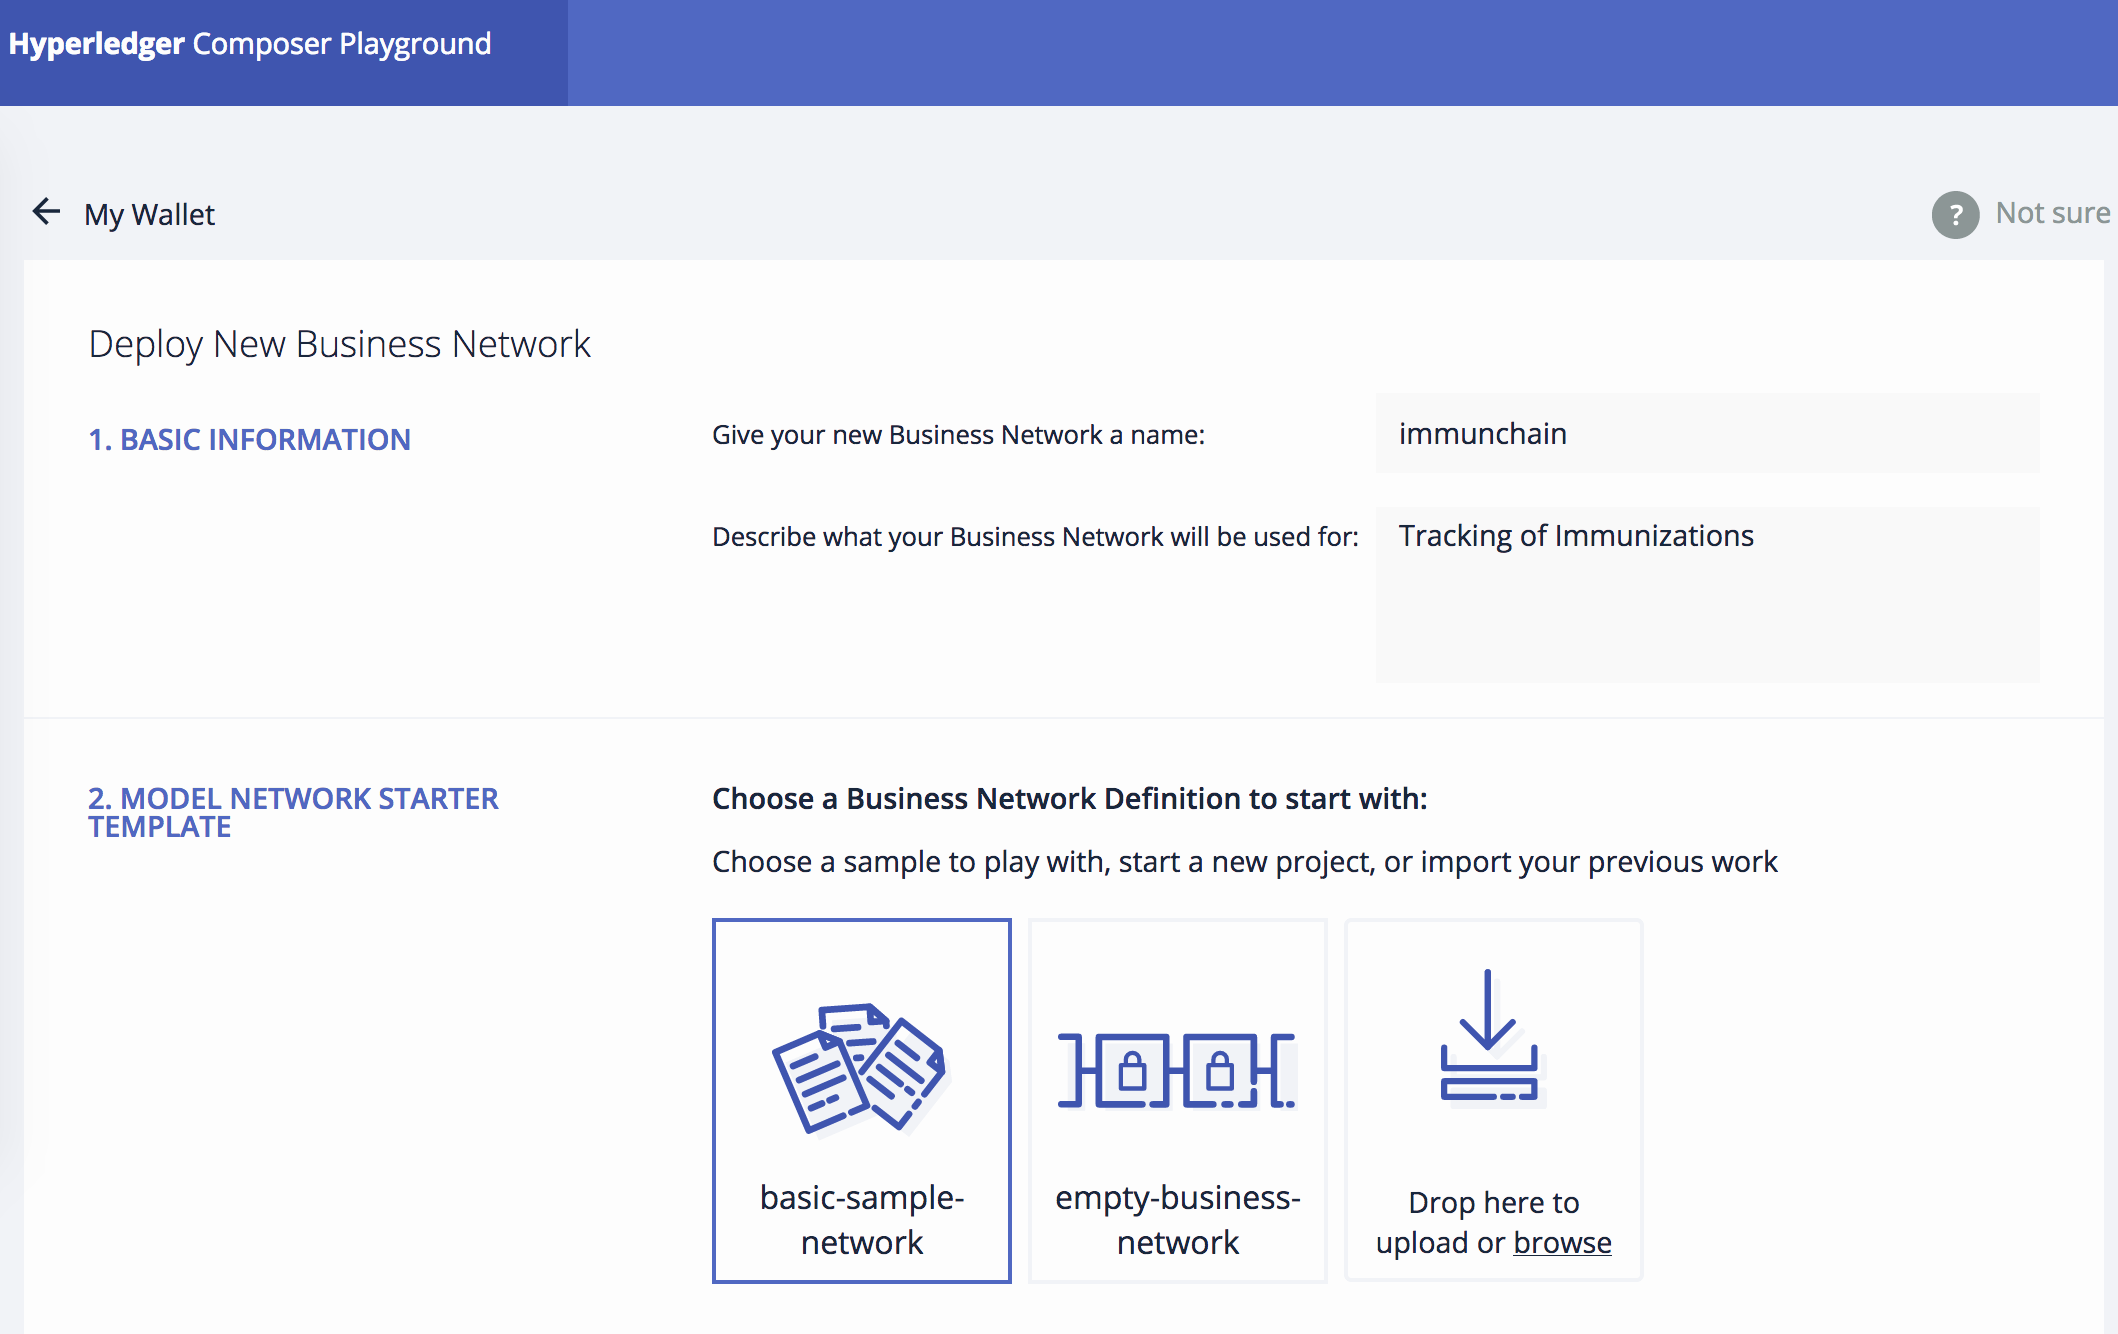 Hyperledger Composer Playground
My Wallet
? Not sure
Deploy New Business Network
1. BASIC INFORMATION
Give your new Business Network a name:
immunchain
Describe what your Business Network will be used for:
Tracking of Immunizations
2. MODEL NETWORK STARTER
TEMPLATE
Choose a Business Network Definition to start with:
Choose a sample to play with, start a new project, or import your previous work
basic-sample-
network
empty-business-
network
Drop here to
upload or browse